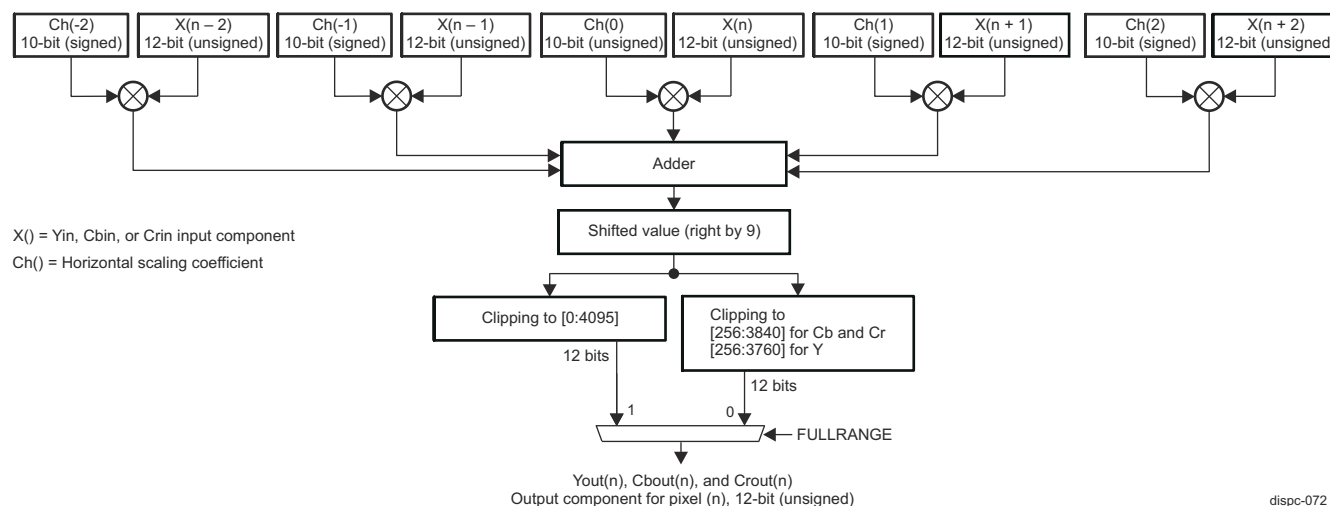 Ch(-2)
10-bit (signed)
X(n – 2)
12-bit (unsigned)
Ch(-1)
10-bit (signed)
X(n – 1)
12-bit (unsigned)
Ch(0)
10-bit (unsigned)
X(n)
12-bit (unsigned)
Ch(1)
10-bit (signed)
X(n + 1)
12-bit (unsigned)
Ch(2)
10-bit (signed)
X(n + 2)
12-bit (unsigned)
Adder
Shifted value (right by 9)
X() = Yin, Cbin, or Crin input component
Ch() = Horizontal scaling coefficient
Clipping to [0:4095]
Clipping to
[256:3840] for Cb and Cr
[256:3760] for Y
12 bits
12 bits
1
0
FULLRANGE
Yout(n), Cbout(n), and Crout(n)
Output component for pixel (n), 12-bit (unsigned)
dispc-072